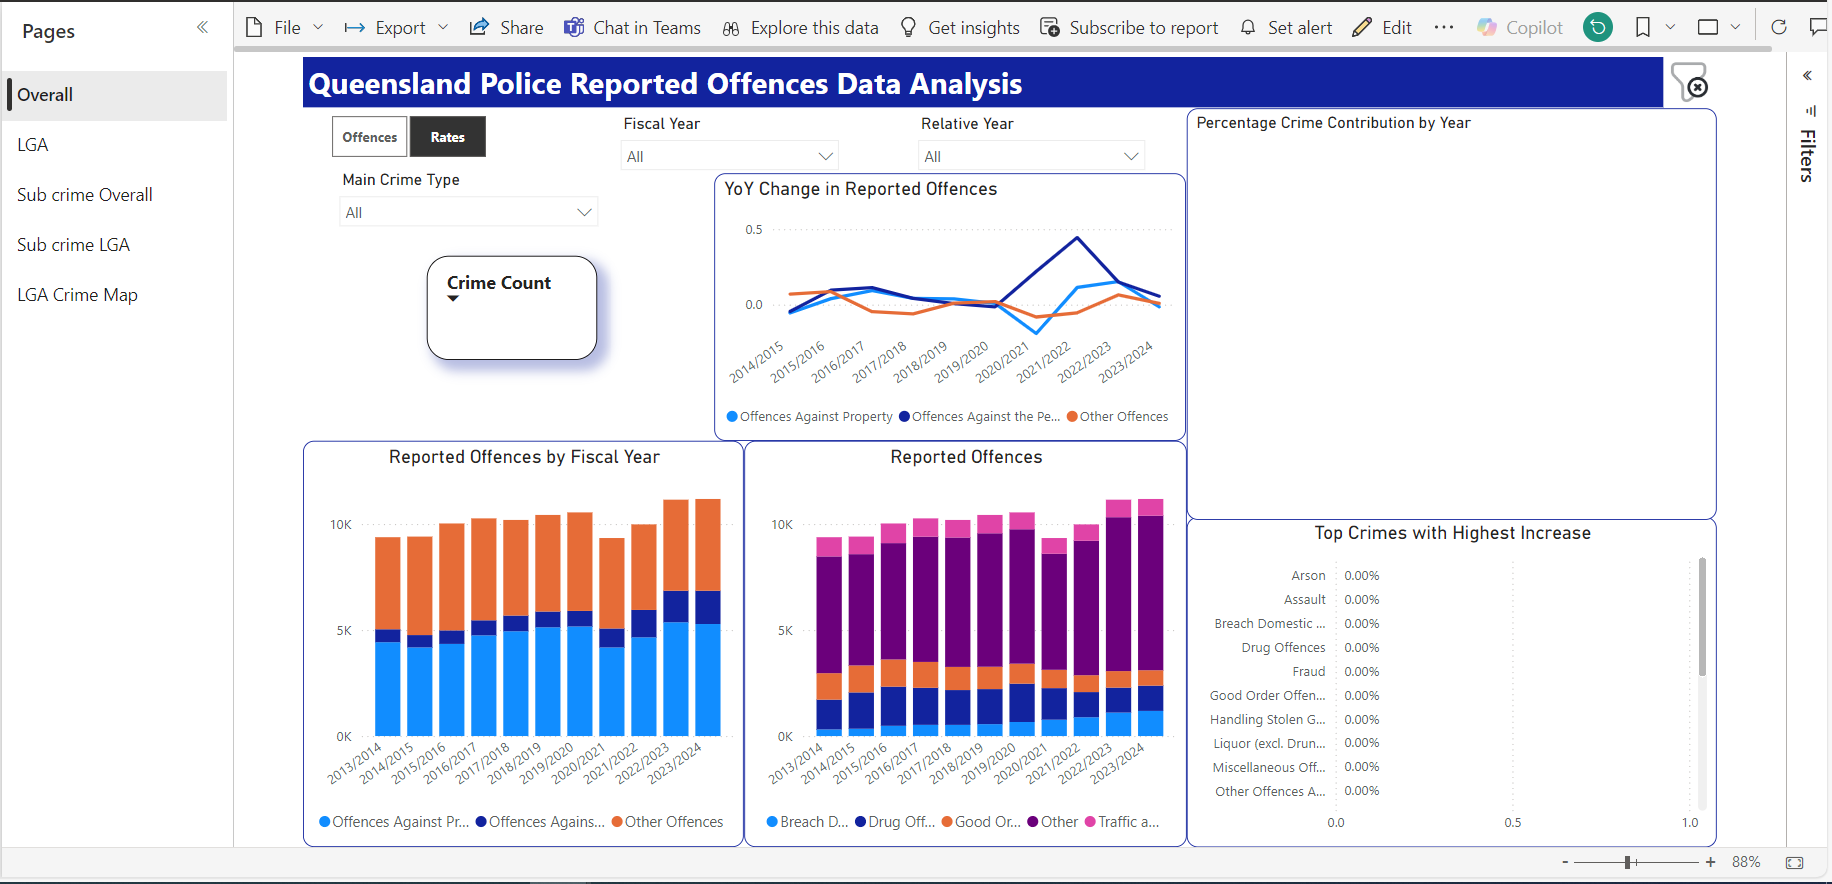 Pages
File
Export
Share
Chat in Teams
Explore this data
Get insights
Subscribe to report
Set alert
Edit
Copilot
Overall
LGA
Sub crime Overall
Sub crime LGA
LGA Crime Map
Queensland Police Reported Offences Data Analysis
Filters
Offences
Rates
Fiscal Year
All
Relative Year
All
Main Crime Type
All
Crime Count
YoY Change in Reported Offences
0.5
0.0
2014/2015
2015/2016
2016/2017
2017/2018
2018/2019
2019/2020
2020/2021
2021/2022
2022/2023
2023/2024
Offences Against Property
Offences Against the Pe...
Other Offences
Percentage Crime Contribution by Year
Reported Offences by Fiscal Year
10K
5K
0K
2013/2014
2014/2015
2015/2016
2016/2017
2017/2018
2018/2019
2019/2020
2020/2021
2021/2022
2022/2023
2023/2024
Offences Against Pr...
Offences Agains...
Other Offences
Reported Offences
10K
5K
0K
2013/2014
2014/2015
2015/2016
2016/2017
2017/2018
2018/2019
2019/2020
2020/2021
2021/2022
2022/2023
2023/2024
Breach D...
Drug Off...
Good Or...
Other
Traffic a...
Top Crimes with Highest Increase
Arson 0.00%
Assault 0.00%
Breach Domestic ... 0.00%
Drug Offences 0.00%
Fraud 0.00%
Good Order Offen... 0.00%
Handling Stolen G... 0.00%
Liquor (excl. Drun... 0.00%
Miscellaneous Off... 0.00%
Other Offences A... 0.00%
0.0
0.5
1.0
- + 88%